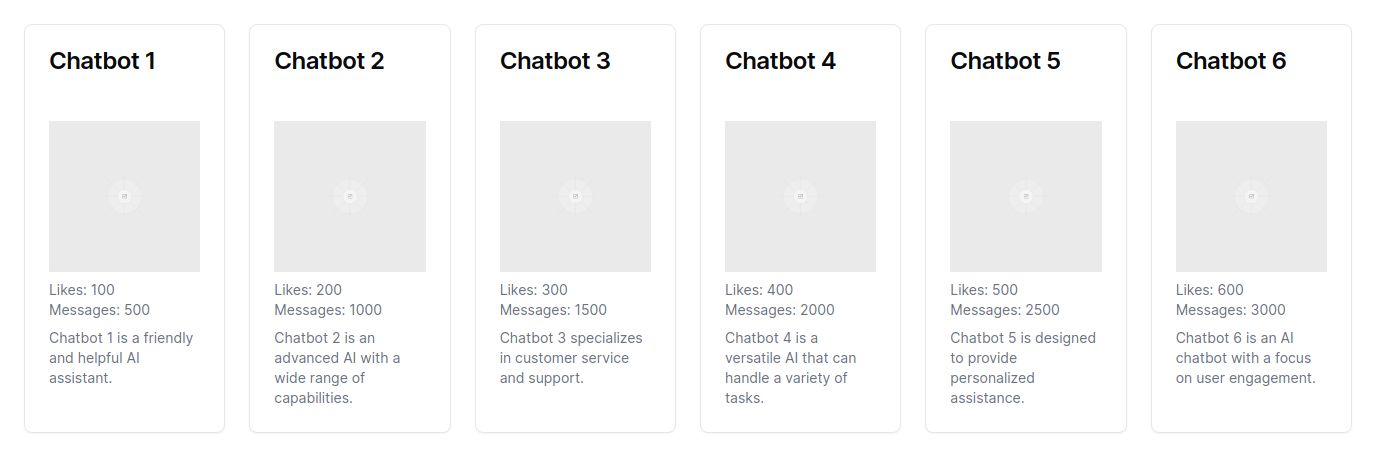 Chatbot 1
Likes: 100
Messages: 500
Chatbot 1 is a friendly
and helpful AI
assistant.
Chatbot 2
Likes: 200
Messages: 1000
Chatbot 2 is an
advanced AI with a
wide range of
capabilities.
Chatbot 3
Likes: 300
Messages: 1500
Chatbot 3 specializes
in customer service
and support.
Chatbot 4
Likes: 400
Messages: 2000
Chatbot 4 is a
versatile AI that can
handle a variety of
tasks.
Chatbot 5
Likes: 500
Messages: 2500
Chatbot 5 is designed
to provide
personalized
assistance.
Chatbot 6
Likes: 600
Messages: 3000
Chatbot 6 is an AI
chatbot with a focus
on user engagement.